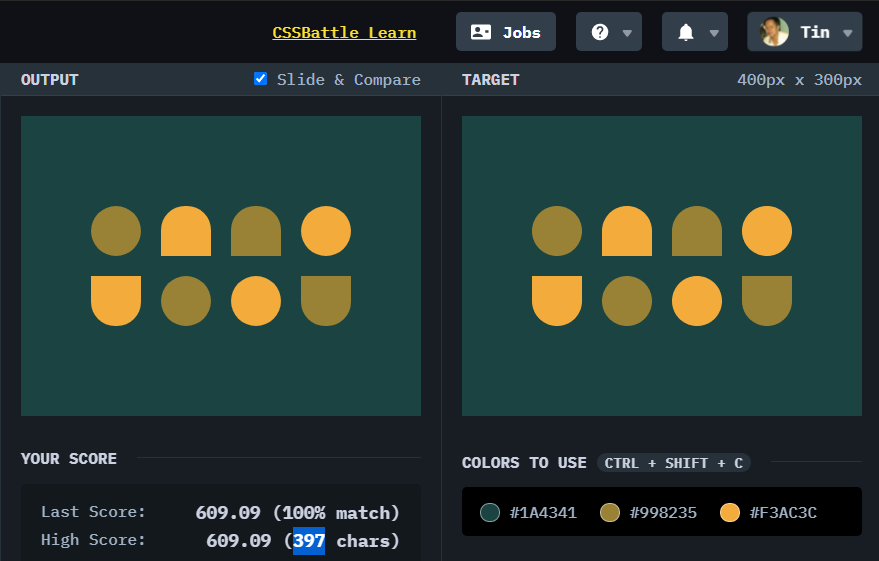 CSSBattle Learn Jobs Tin
OUTPUT Slide & Compare TARGET 400px x 300px
YOUR SCORE
COLORS TO USE CTRL + SHIFT + C
Last Score: 609.09 (100% match)
#1A4341 #998235 #F3AC3C
High Score: 609.09 (397 chars)